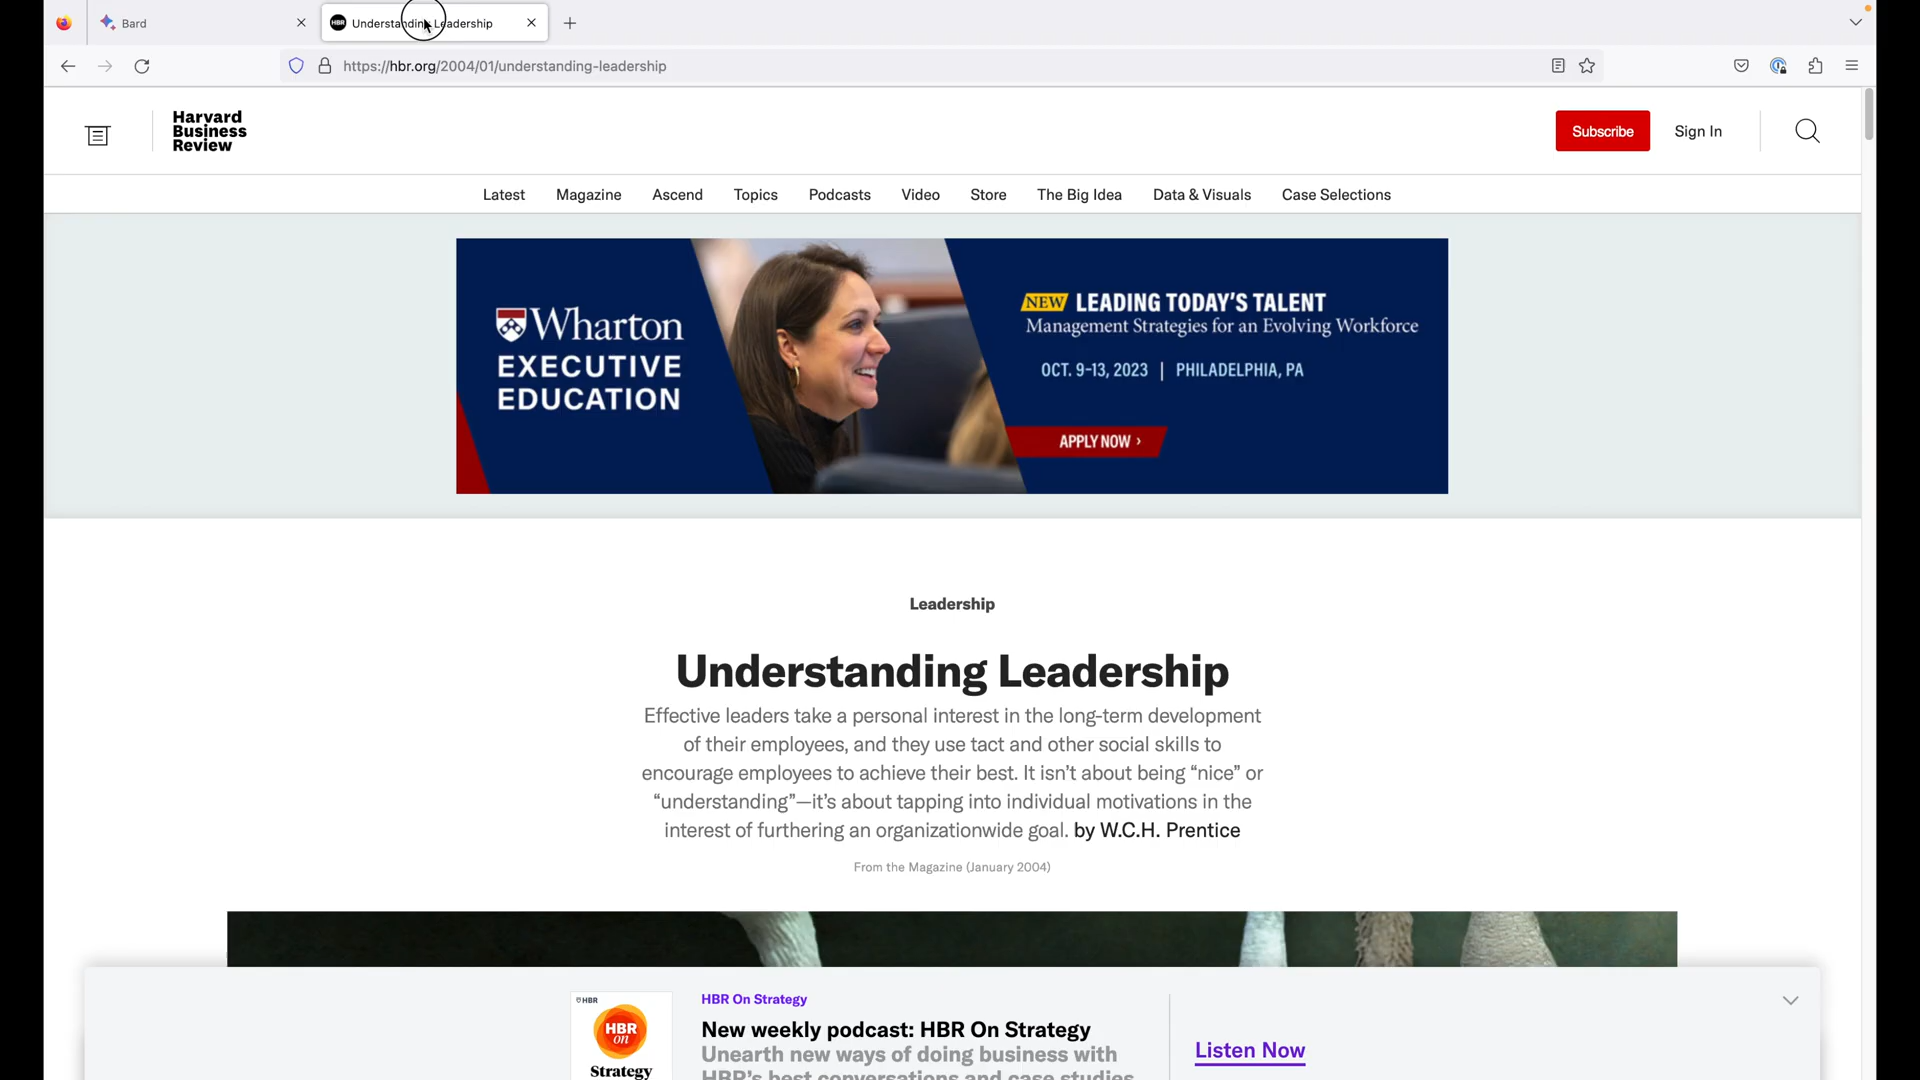 Bard
Understanding Leadership
https://hbr.org/2004/01/understanding-leadership
Harvard
Business
Review
Subscribe
Sign In
Latest Magazine Ascend Topics Podcasts Video Store The Big Idea Data & Visuals Case Selections
Wharton
EXECUTIVE
EDUCATION
NEW LEADING TODAY'S TALENT
Management Strategies for an Evolving Workforce
OCT. 9-13, 2023 | PHILADELPHIA, PA
APPLY NOW ›
Leadership
Understanding Leadership
Effective leaders take a personal interest in the long-term development
of their employees, and they use tact and other social skills to
encourage employees to achieve their best. It isn't about being “nice” or
“understanding”—it's about tapping into individual motivations in the
interest of furthering an organizationwide goal. by W.C.H. Prentice
From the Magazine (January 2004)
HBR
HBR
on
Strategy
HBR On Strategy
New weekly podcast: HBR On Strategy
Unearth new ways of doing business with
HBR's best conversations and case studies
Listen Now